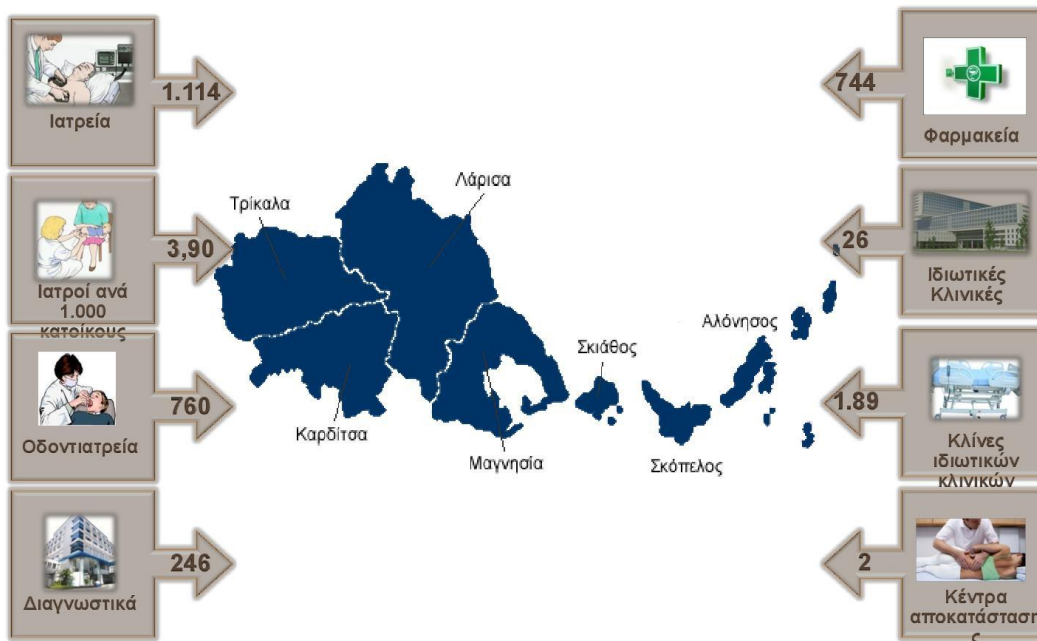 1.114
Ιατρεία
3,90
Ιατροί ανά
1.000
κατοίκους
760
Οδοντιατρεία
246
Διαγνωστικά
Τρίκαλα
Λάρισα
Καρδίτσα
Μαγνησία
Σκιάθος
Σκόπελος
Αλόνησος
744
Φαρμακεία
26
Ιδιωτικές
Κλινικές
1.89
Κλίνες
ιδιωτικών
κλινικών
2
Κέντρα
αποκατάσταση
ς